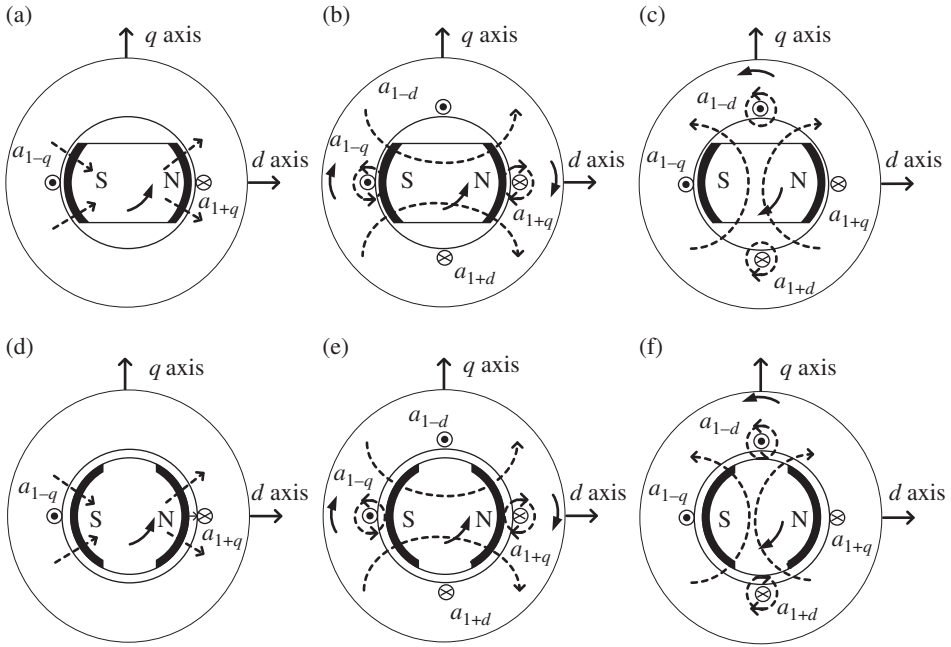 (a)
q axis
a1–q
S
N
d axis
a1+q
(b)
q axis
a1–d
a1–q
S
N
d axis
a1+q
a1+d
(c)
q axis
a1–d
a1–q
S
N
d axis
a1+q
a1+d
(d)
q axis
a1–q
S
N
d axis
a1+q
(e)
q axis
a1–d
a1–q
S
N
d axis
a1+q
a1+d
(f)
q axis
a1–d
a1–q
S
N
d axis
a1+q
a1+d